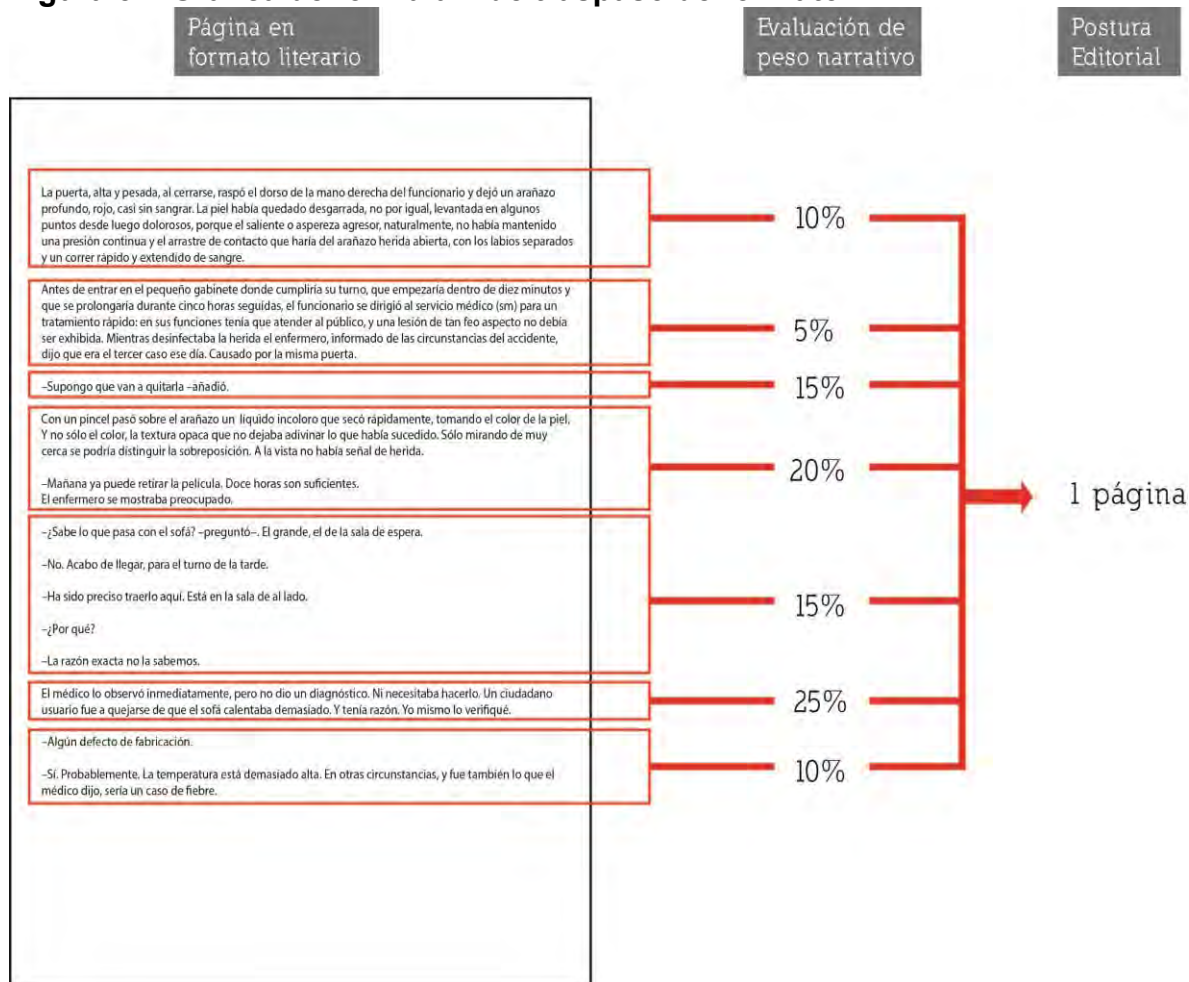 Página en
formato literario
Evaluación de
peso narrativo
Postura
Editorial
La puerta, alta y pesada, al cerrarse, raspó el dorso de la mano derecha del funcionario y dejó un arañazo
profundo, rojo, casi sin sangrar. La piel había quedado desgarrada, no por igual, levantada en algunos
puntos desde luego dolorosos, porque el saliente o aspereza agresor, naturalmente, no había mantenido
una presión continua y el arrastre de contacto que haría del arañazo herida abierta, con los labios separados
y un correr rápido y extendido de sangre.
10%
Antes de entrar en el pequeño gabinete donde cumpliría su turno, que empezaría dentro de diez minutos y
que se prolongaría durante cinco horas seguidas, el funcionario se dirigió al servicio médico (sm) para un
tratamiento rápido: en sus funciones tenía que atender al público, y una lesión de tan feo aspecto no debía
ser exhibida. Mientras desinfectaba la herida el enfermero, informado de las circunstancias del accidente,
dijo que era el tercer caso ese día. Causado por la misma puerta.
5%
–Supongo que van a quitarla –añadió.
15%
Con un pincel pasó sobre el arañazo un líquido incoloro que secó rápidamente, tomando el color de la piel.
Y no sólo el color, la textura opaca que no dejaba adivinar lo que había sucedido. Sólo mirando de muy
cerca se podría distinguir la sobreposición. A la vista no había señal de herida.
–Mañana ya puede retirar la película. Doce horas son suficientes.
El enfermero se mostraba preocupado.
20%
–¿Sabe lo que pasa con el sofá? –preguntó–. El grande, el de la sala de espera.
–No. Acabo de llegar, para el turno de la tarde.
–Ha sido preciso traerlo aquí. Está en la sala de al lado.
–¿Por qué?
–La razón exacta no la sabemos.
15%
El médico lo observó inmediatamente, pero no dio un diagnóstico. Ni necesitaba hacerlo. Un ciudadano
usuario fue a quejarse de que el sofá calentaba demasiado. Y tenía razón. Yo mismo lo verifiqué.
25%
–Algún defecto de fabricación.
–Sí. Probablemente. La temperatura está demasiado alta. En otras circunstancias, y fue también lo que el
médico dijo, sería un caso de fiebre.
10%
1 página